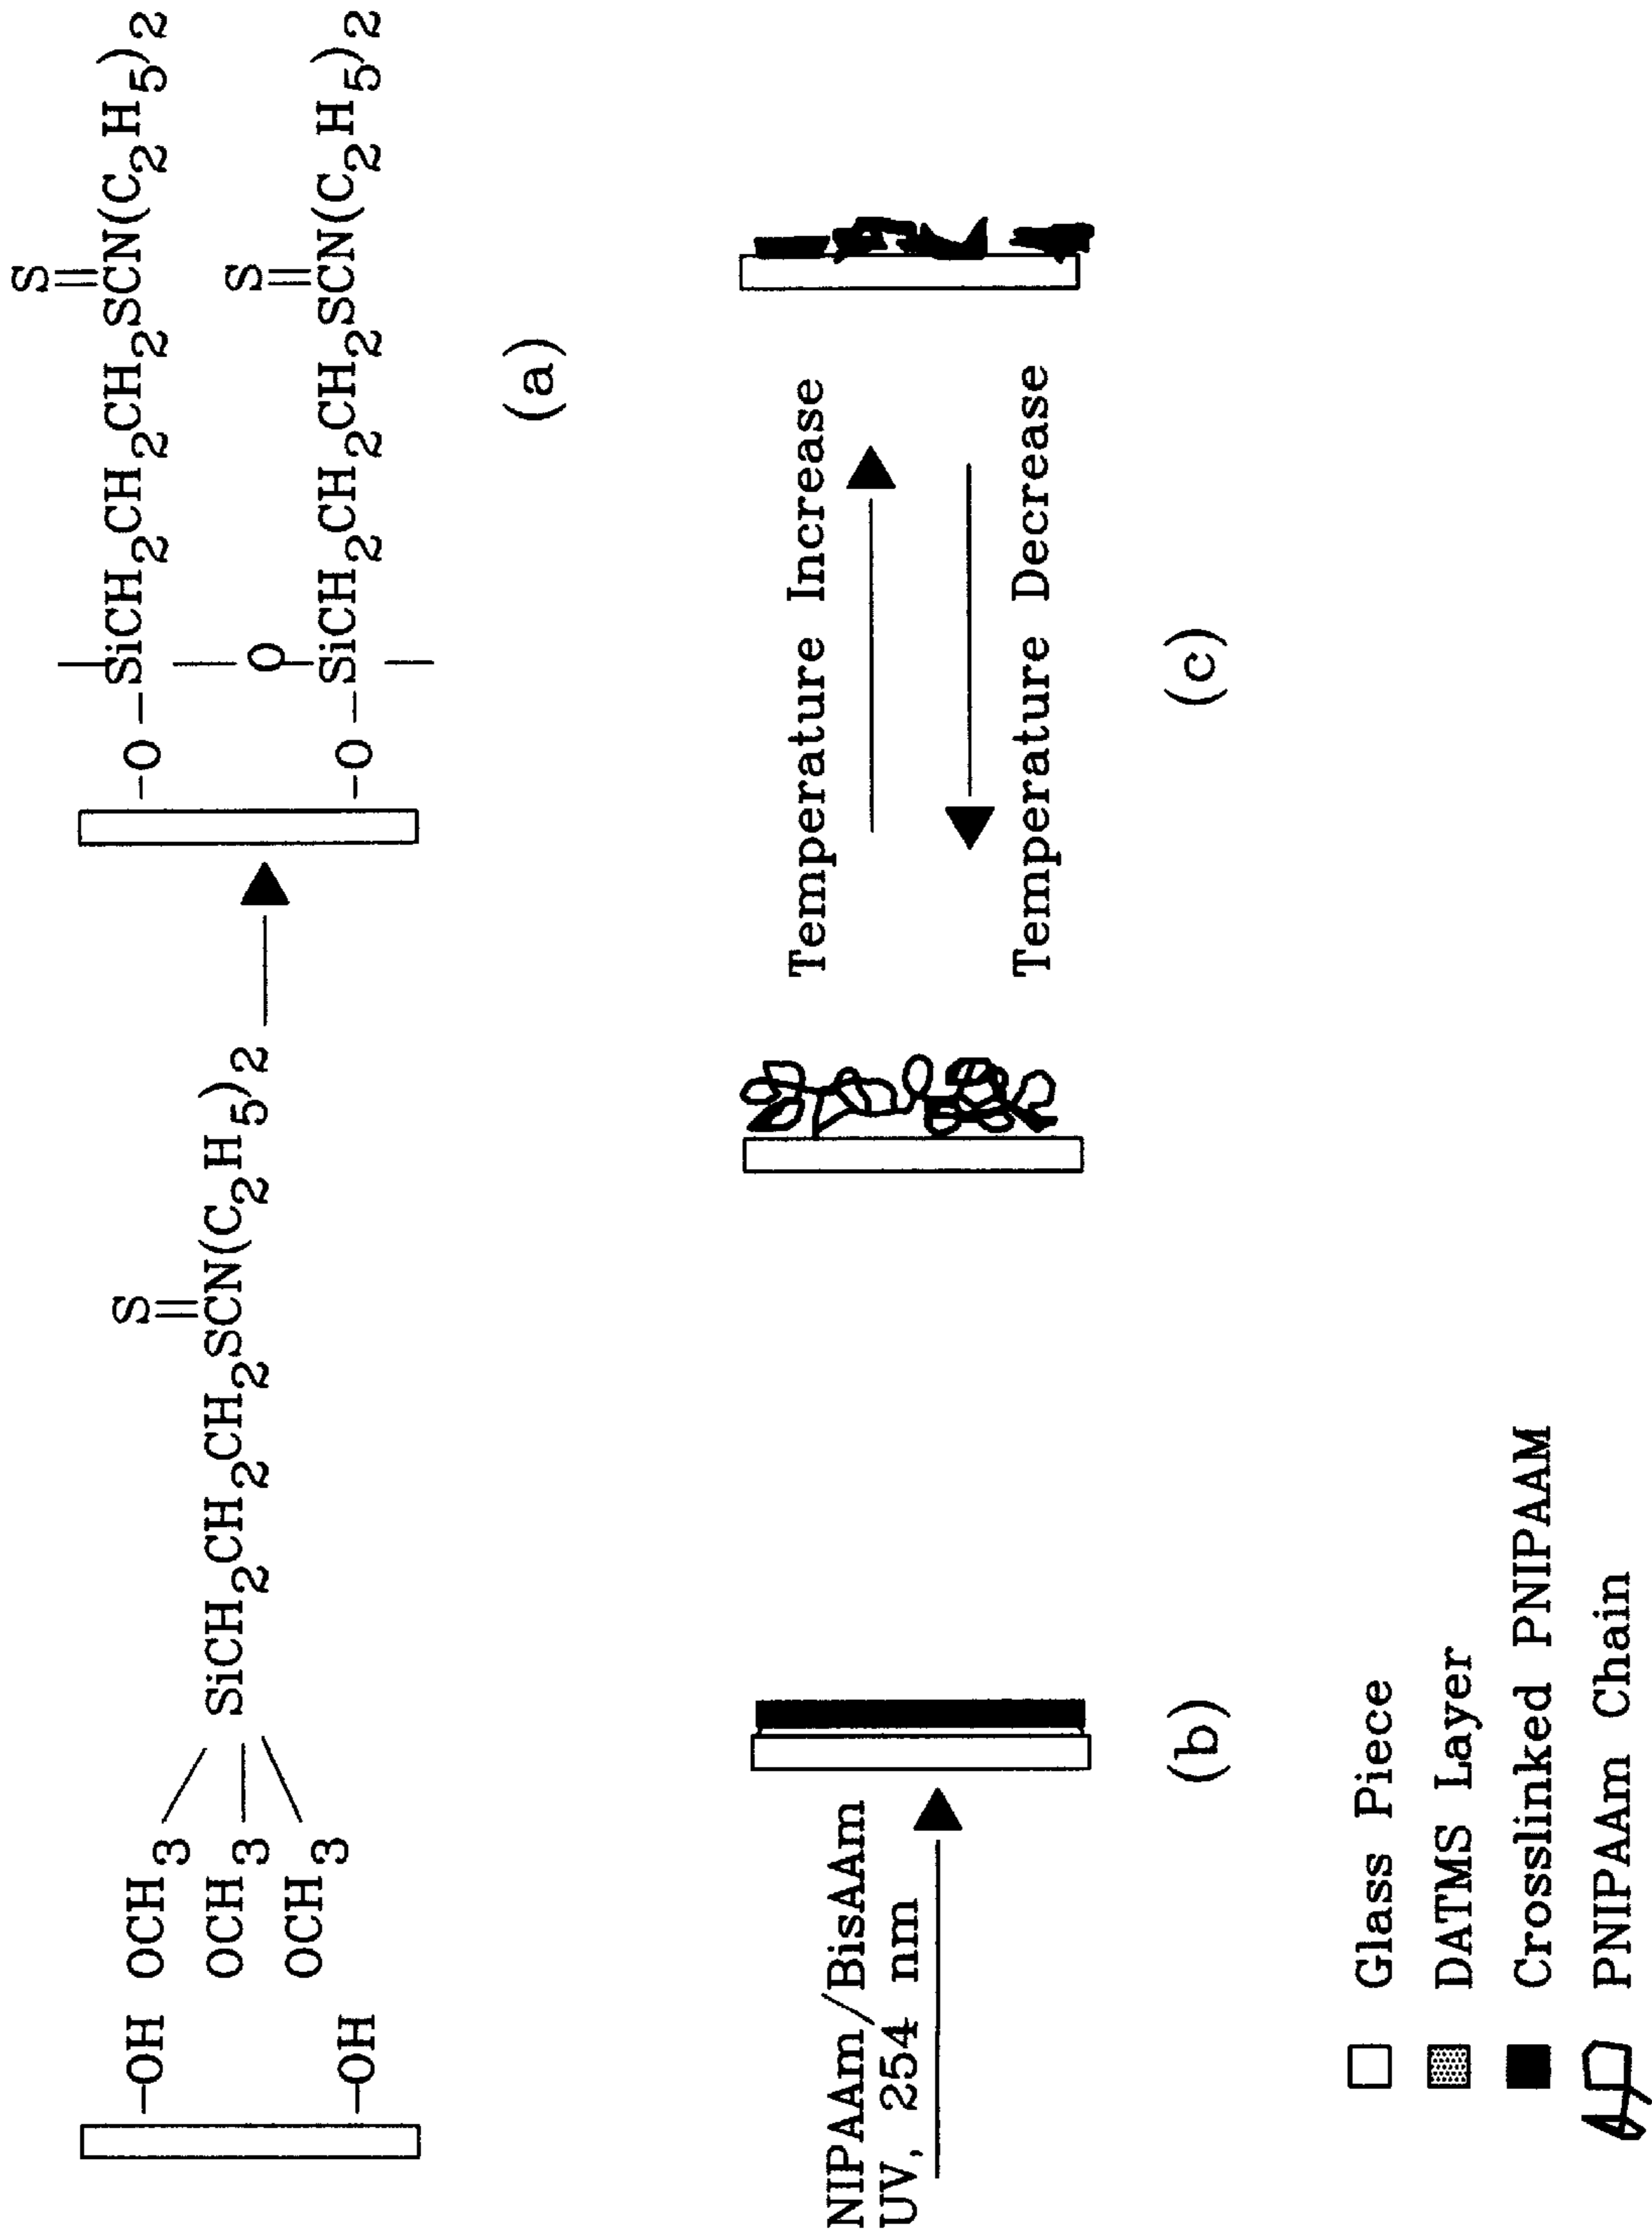 S
S
–OH OCH3
OCH3
OCH3
–OH
SiCH2CH2CH2SCN(C2H5)2
S
-O-SiCH2CH2CH2SCN(C2H5)2
O
-O-SiCH2CH2CH2SCN(C2H5)2
(a)
NIPAAm/BisAAm
UV, 254 nm
(b)
Temperature Increase
Temperature Decrease
(c)
Glass Piece
DATMS Layer
Crosslinked PNIPAAM
PNIPAAm Chain